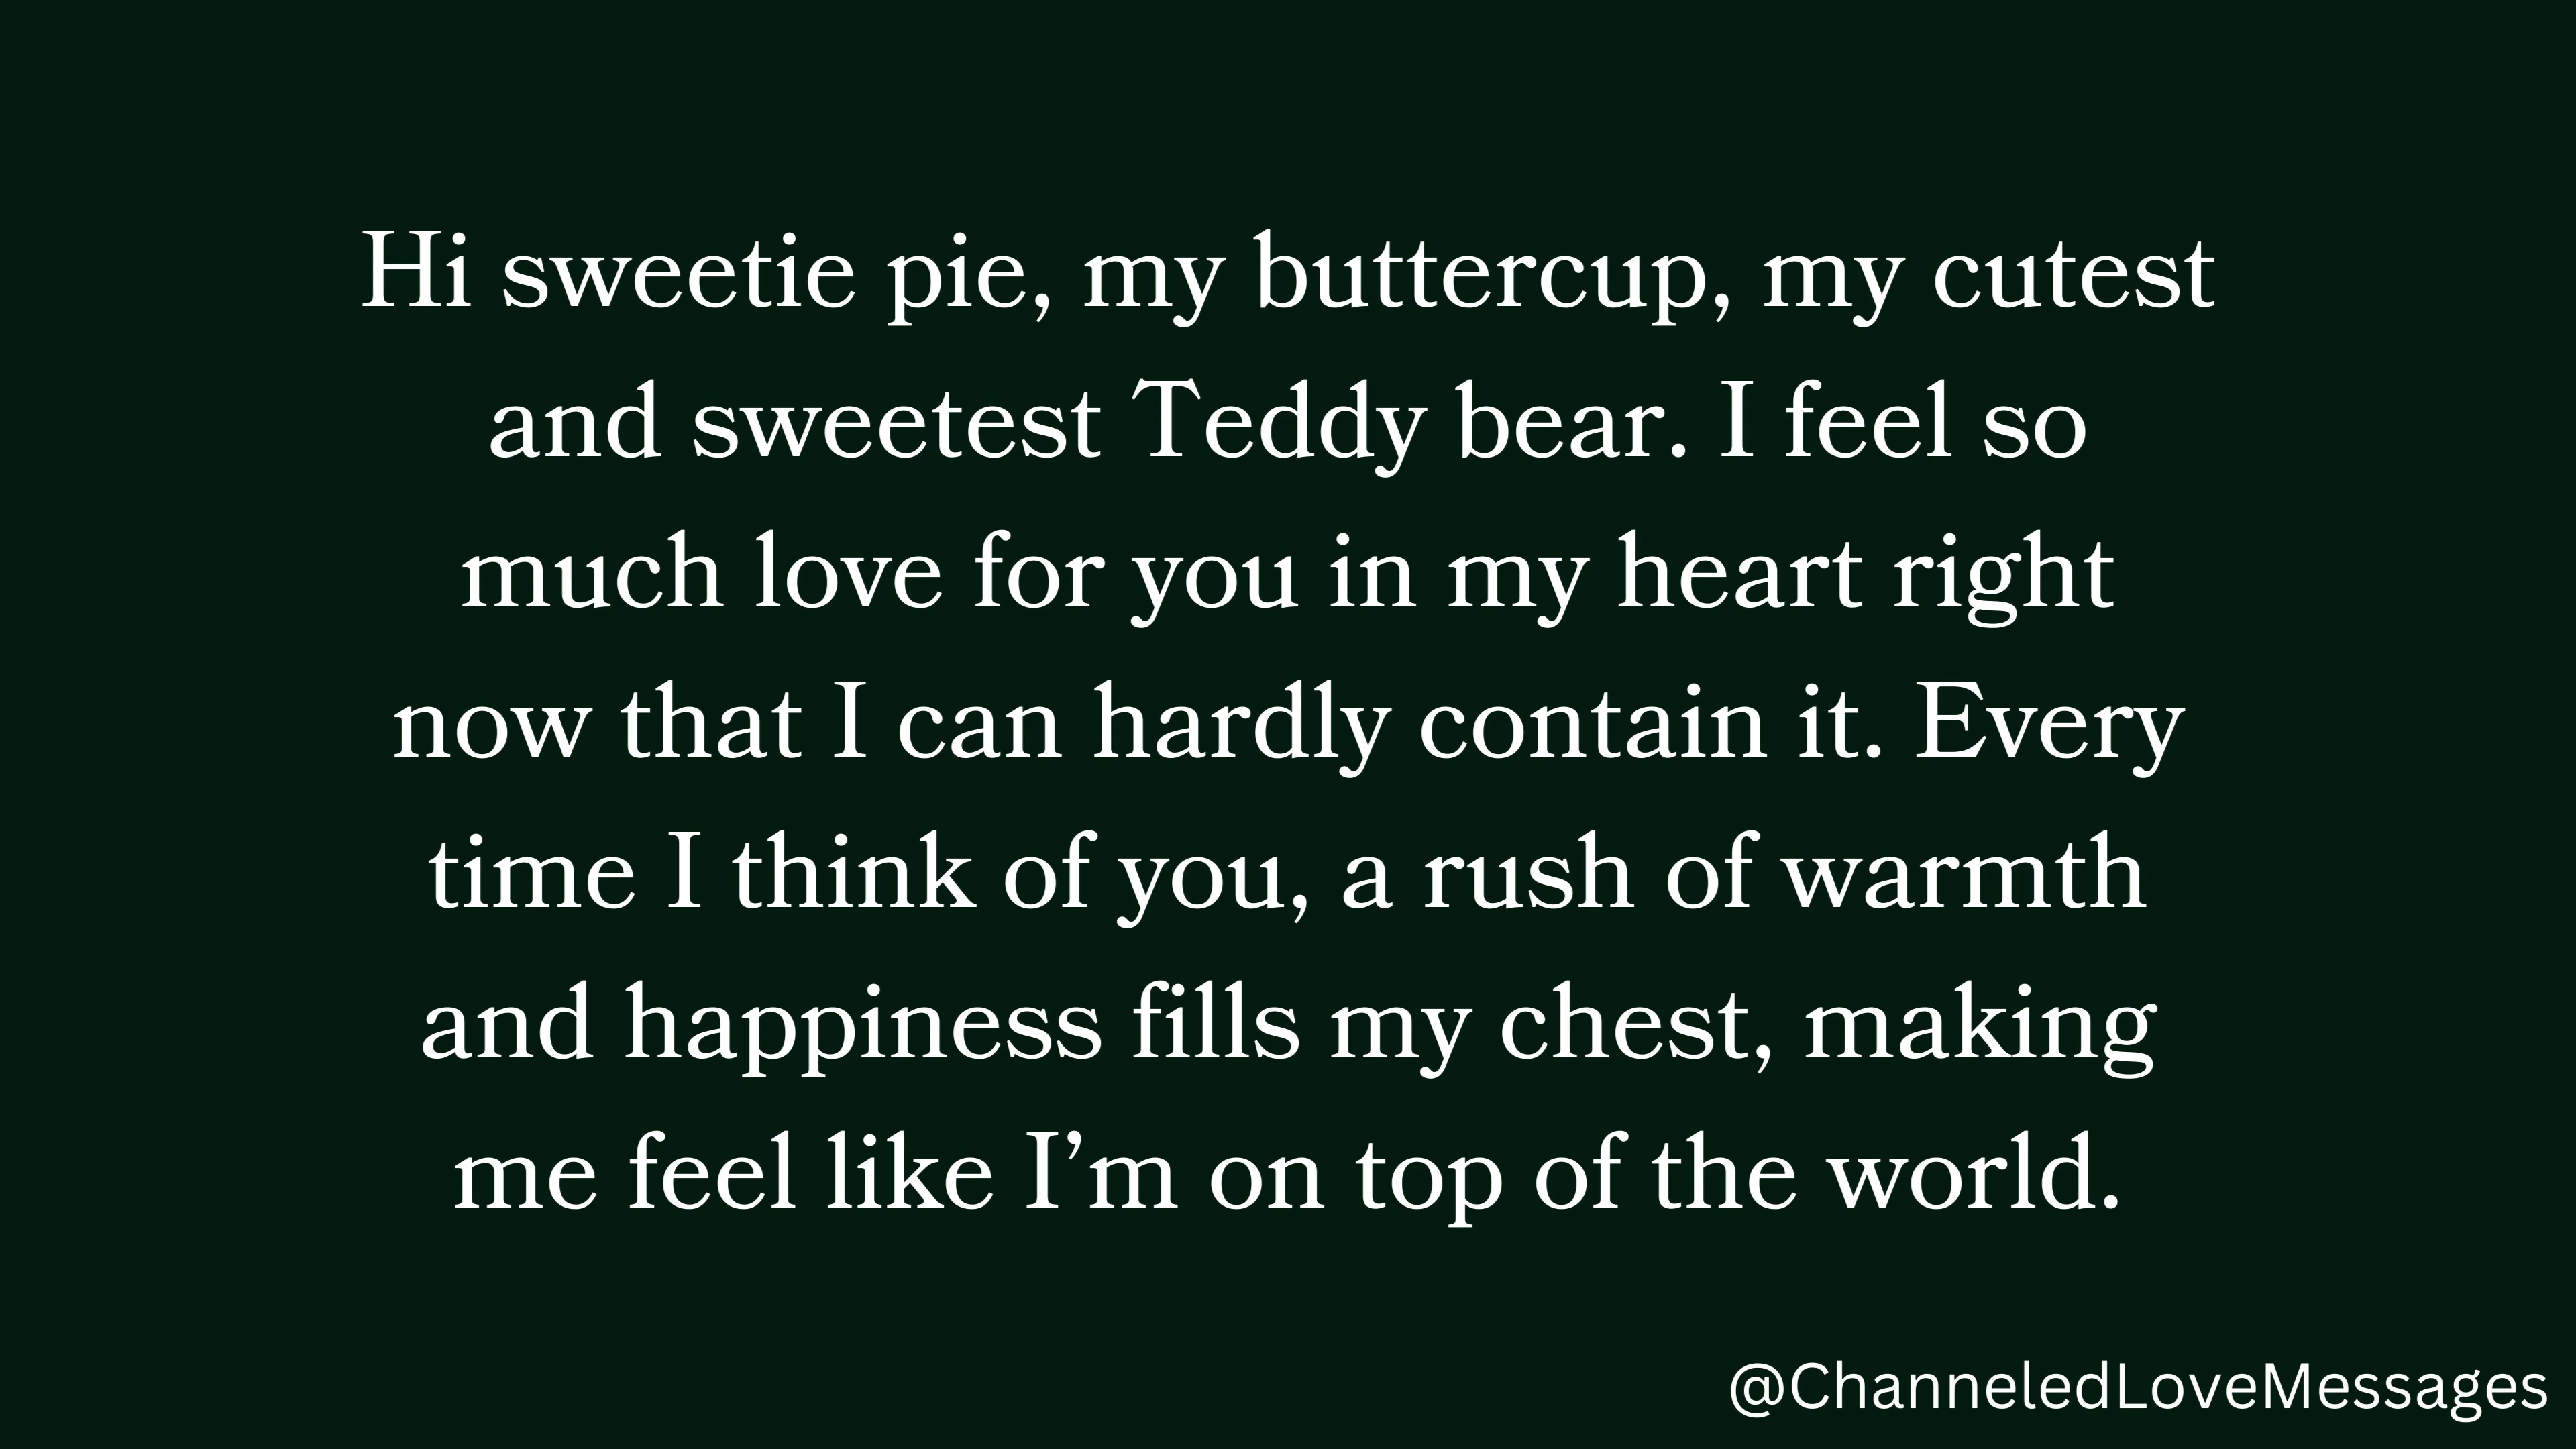 Hi sweetie pie, my buttercup, my cutest
and sweetest Teddy bear. I feel so
much love for you in my heart right
now that I can hardly contain it. Every
time I think of you, a rush of warmth
and happiness fills my chest, making
me feel like I’m on top of the world.
@ChanneledLoveMessages